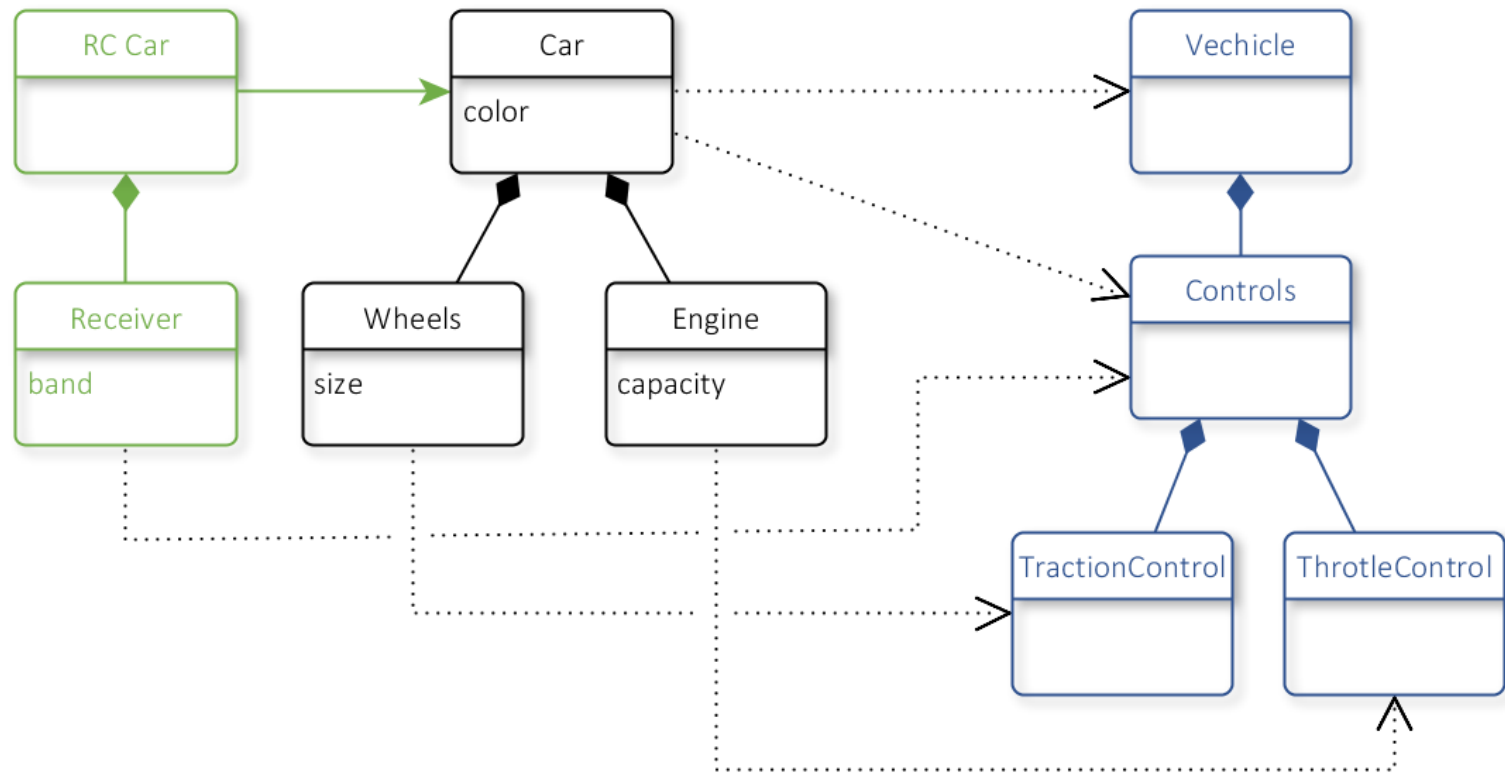 RC Car
Car
color
Vechicle
Receiver
band
Wheels
size
Engine
capacity
Controls
TractionControl
ThrotleControl